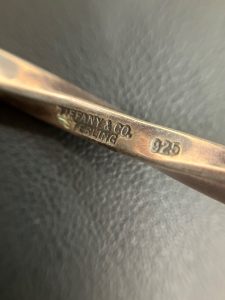 TIFFANY & CO.
STERLING
925